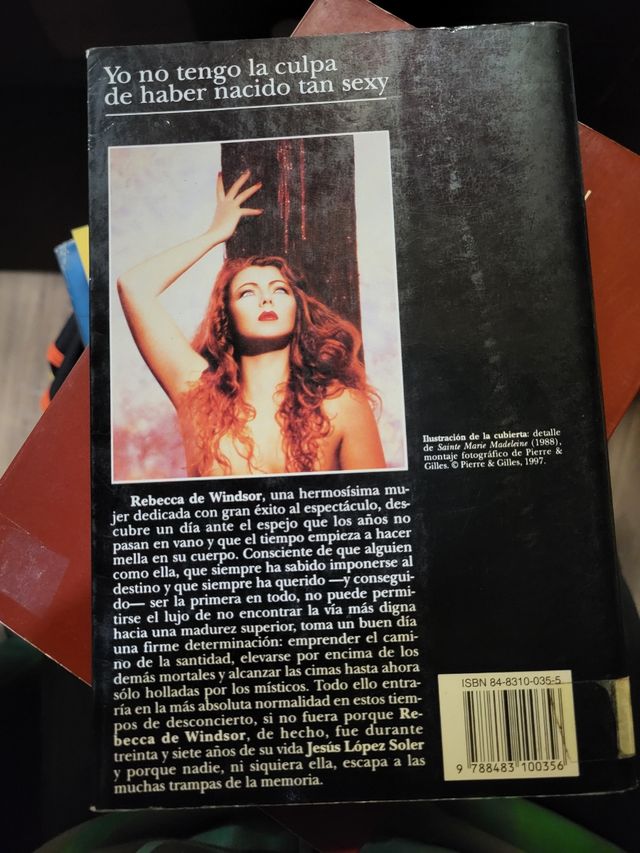 Yo no tengo la culpa
de haber nacido tan sexy
Ilustración de la cubierta: detalle
de Sainte Marie Madeleine (1988),
montaje fotográfico de Pierre &
Gilles. © Pierre & Gilles, 1997.
Rebecca de Windsor, una hermosísima mu-
jer dedicada con gran éxito al espectáculo, des-
cubre un día ante el espejo que los años no
pasan en vano y que el tiempo empieza a hacer
mella en su cuerpo. Consciente de que alguien
como ella, que siempre ha sabido imponerse al
destino y que siempre ha querido —y consegui-
do— ser la primera en todo, no puede permi-
tirse el lujo de no encontrar la vía más digna
hacia una madurez superior, toma un buen día
una firme determinación: emprender el cami-
no de la santidad, elevarse por encima de los
demás mortales y alcanzar las cimas hasta ahora
sólo holladas por los místicos. Todo ello entra-
ría en la más absoluta normalidad en estos tiem-
pos de desconcierto, si no fuera porque Re-
becca de Windsor, de hecho, fue durante
treinta y siete años de su vida Jesús López Soler
y porque nadie, ni siquiera ella, escapa a las
muchas trampas de la memoria.
ISBN 84-8310-035-5
9 788483 100356